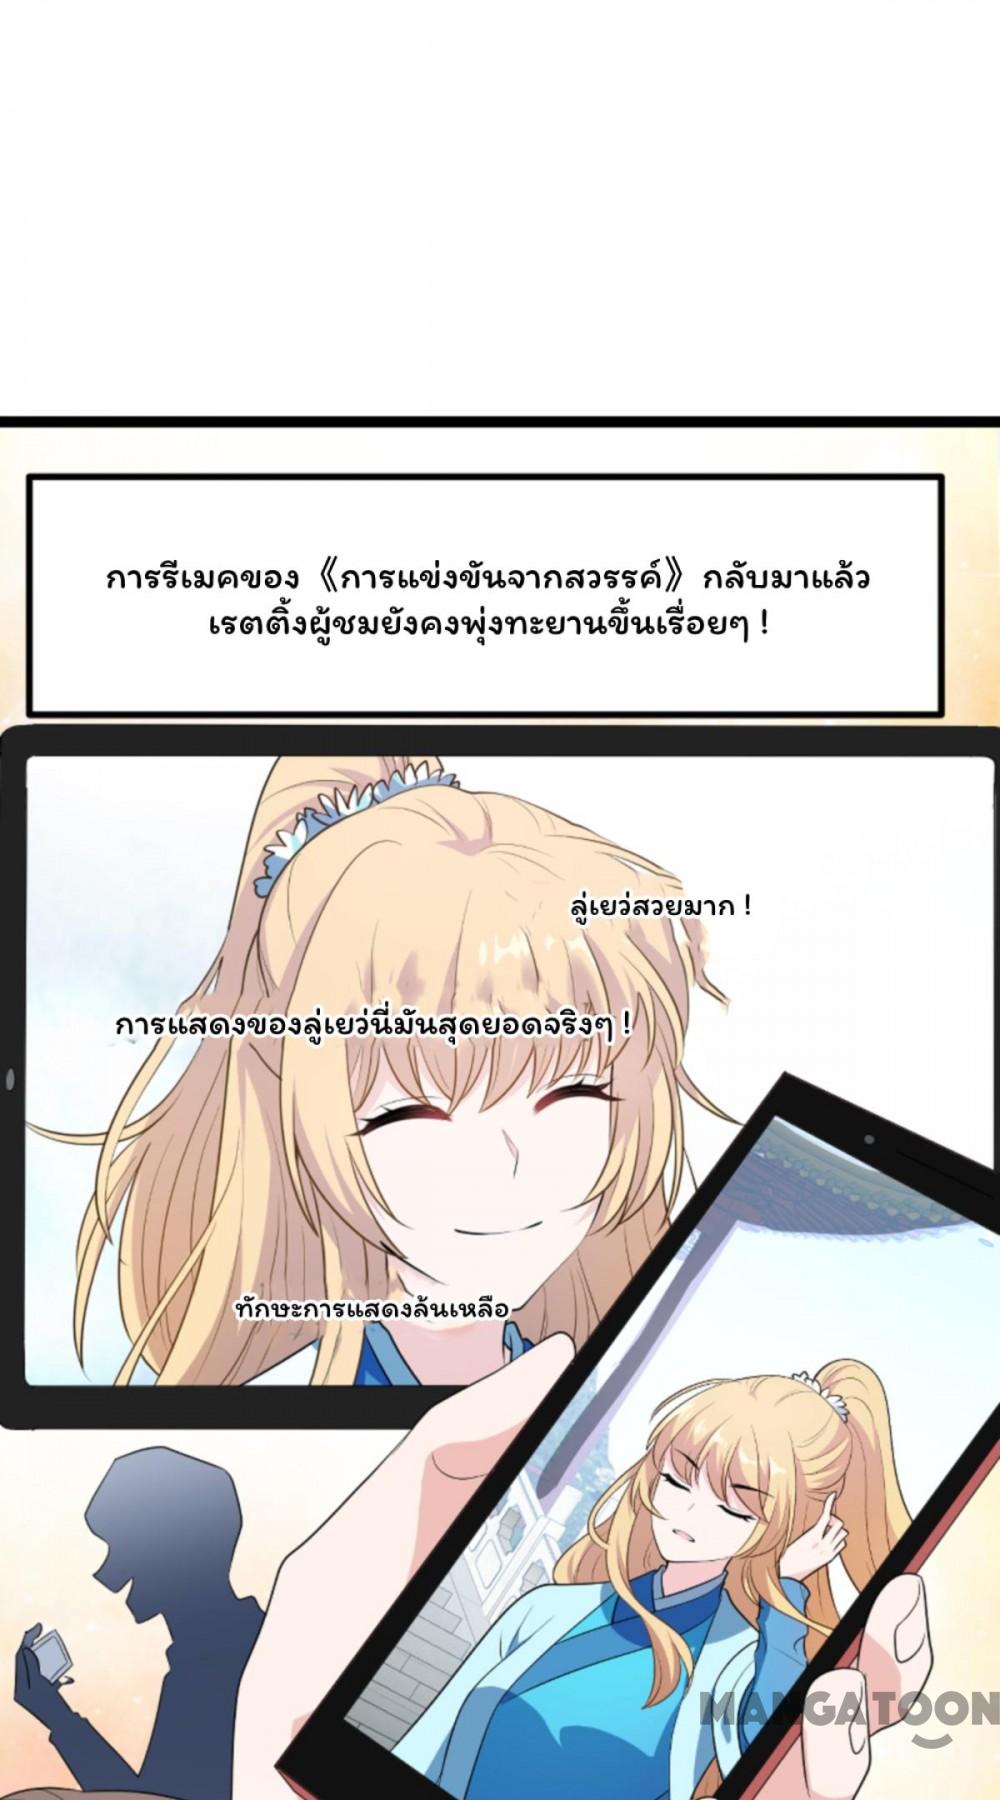 การรีเมคของ 《การแข่งขันจากสวรรค์》 กลับมาแล้ว
เรตติ้งผู้ชมยังคงพุ่งทะยานขึ้นเรื่อยๆ !
ลู่เยว่สวยมาก !
การแสดงของลู่เยว่นี่มันสุดยอดจริงๆ !
ทักษะการแสดงล้นเหลือ
MANGATOON